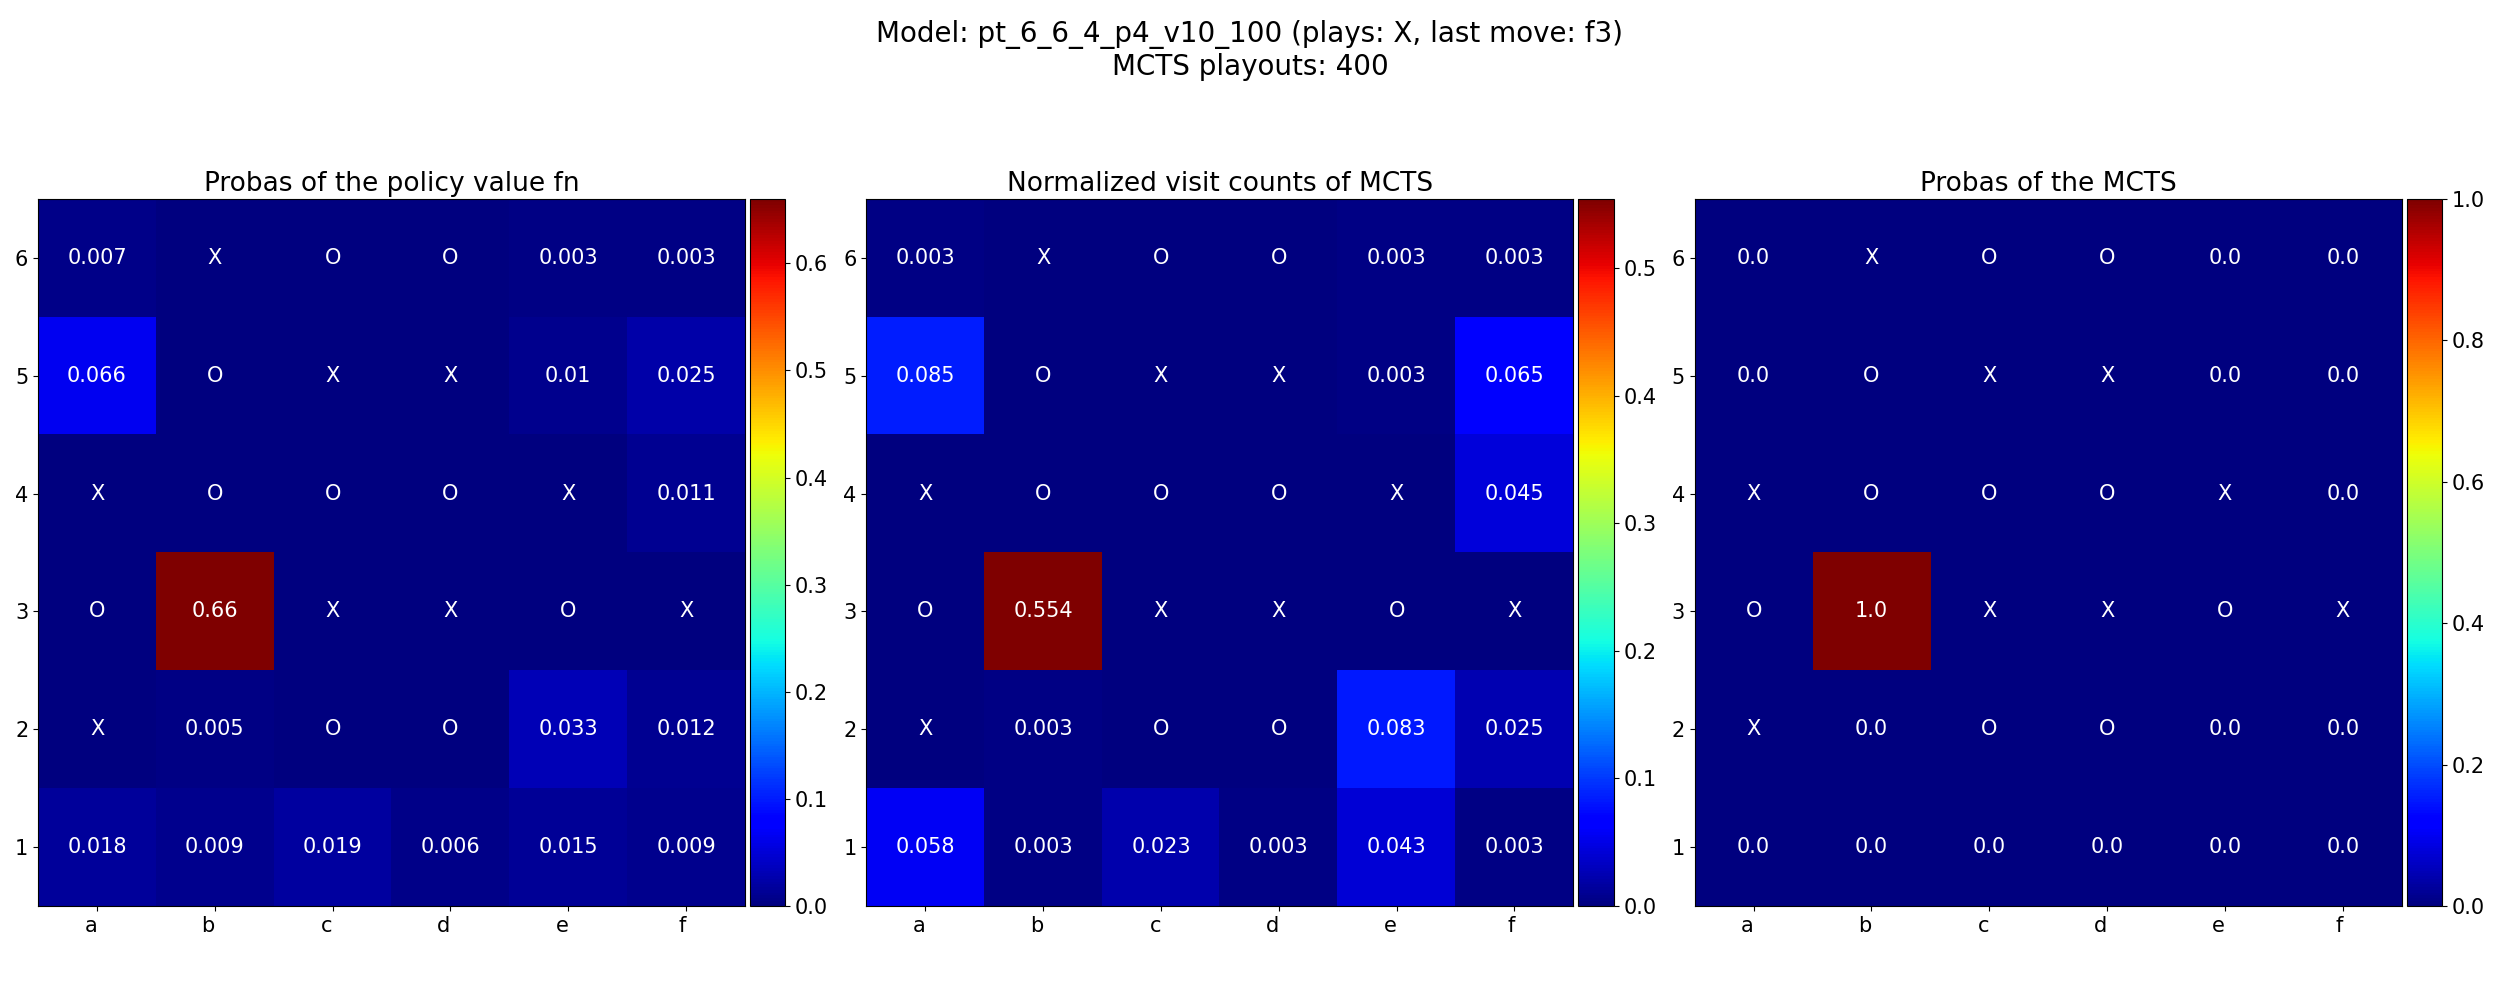 Model: pt_6_6_4_p4_v10_100 (plays: X, last move: f3)
MCTS playouts: 400
Probas of the policy value fn
6 0.007 X O O 0.003 0.003
5 0.066 O X X 0.01 0.025
4 X O O O X 0.011
3 O 0.66 X X O X
2 X 0.005 O O 0.033 0.012
1 0.018 0.009 0.019 0.006 0.015 0.009
a b c d e f
0.6
0.5
0.4
0.3
0.2
0.1
0.0
Normalized visit counts of MCTS
6 0.003 X O O 0.003 0.003
5 0.085 O X X 0.003 0.065
4 X O O O X 0.045
3 O 0.554 X X O X
2 X 0.003 O O 0.083 0.025
1 0.058 0.003 0.023 0.003 0.043 0.003
a b c d e f
0.5
0.4
0.3
0.2
0.1
0.0
Probas of the MCTS
6 0.0 X O O 0.0 0.0
5 0.0 O X X 0.0 0.0
4 X O O O X 0.0
3 O 1.0 X X O X
2 X 0.0 O O 0.0 0.0
1 0.0 0.0 0.0 0.0 0.0 0.0
a b c d e f
1.0
0.8
0.6
0.4
0.2
0.0